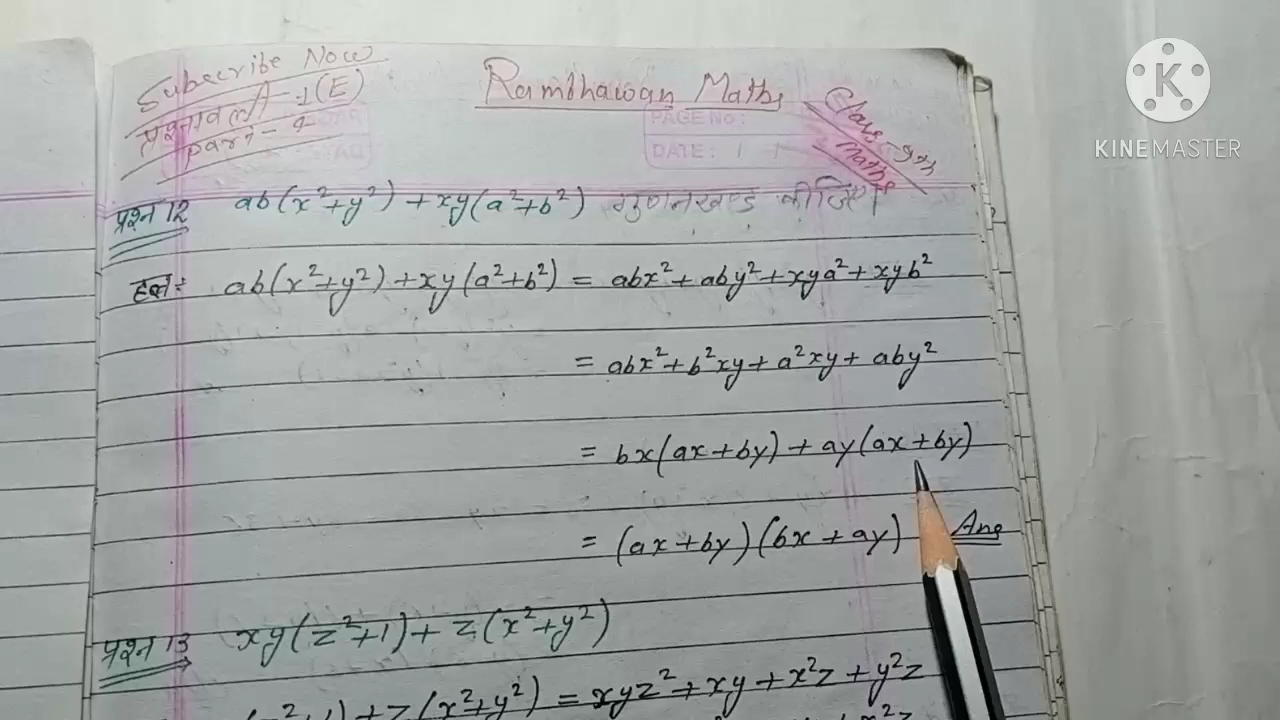 Subscribe Now
प्रश्नावली - 1(E)
part - 4
Ramdhawan Maths
Class - 9th
Maths
PAGE No :
DATE : / /
K
KINEMASTER
प्रश्न 12 ab(x²+y²)+xy(a²+b²) गुणनखण्ड कीजिए।
हलः ab(x²+y²)+xy(a²+b²) = abx²+aby²+xya²+xyb²
= abx²+b²xy+a²xy+aby²
= bx(ax+by)+ay(ax+by)
= (ax+by)(bx+ay) Ans
प्रश्न 13 xy(z²+1)+z(x²+y²)
+z(x²+y²) = xyz²+xy+x²z+y²z